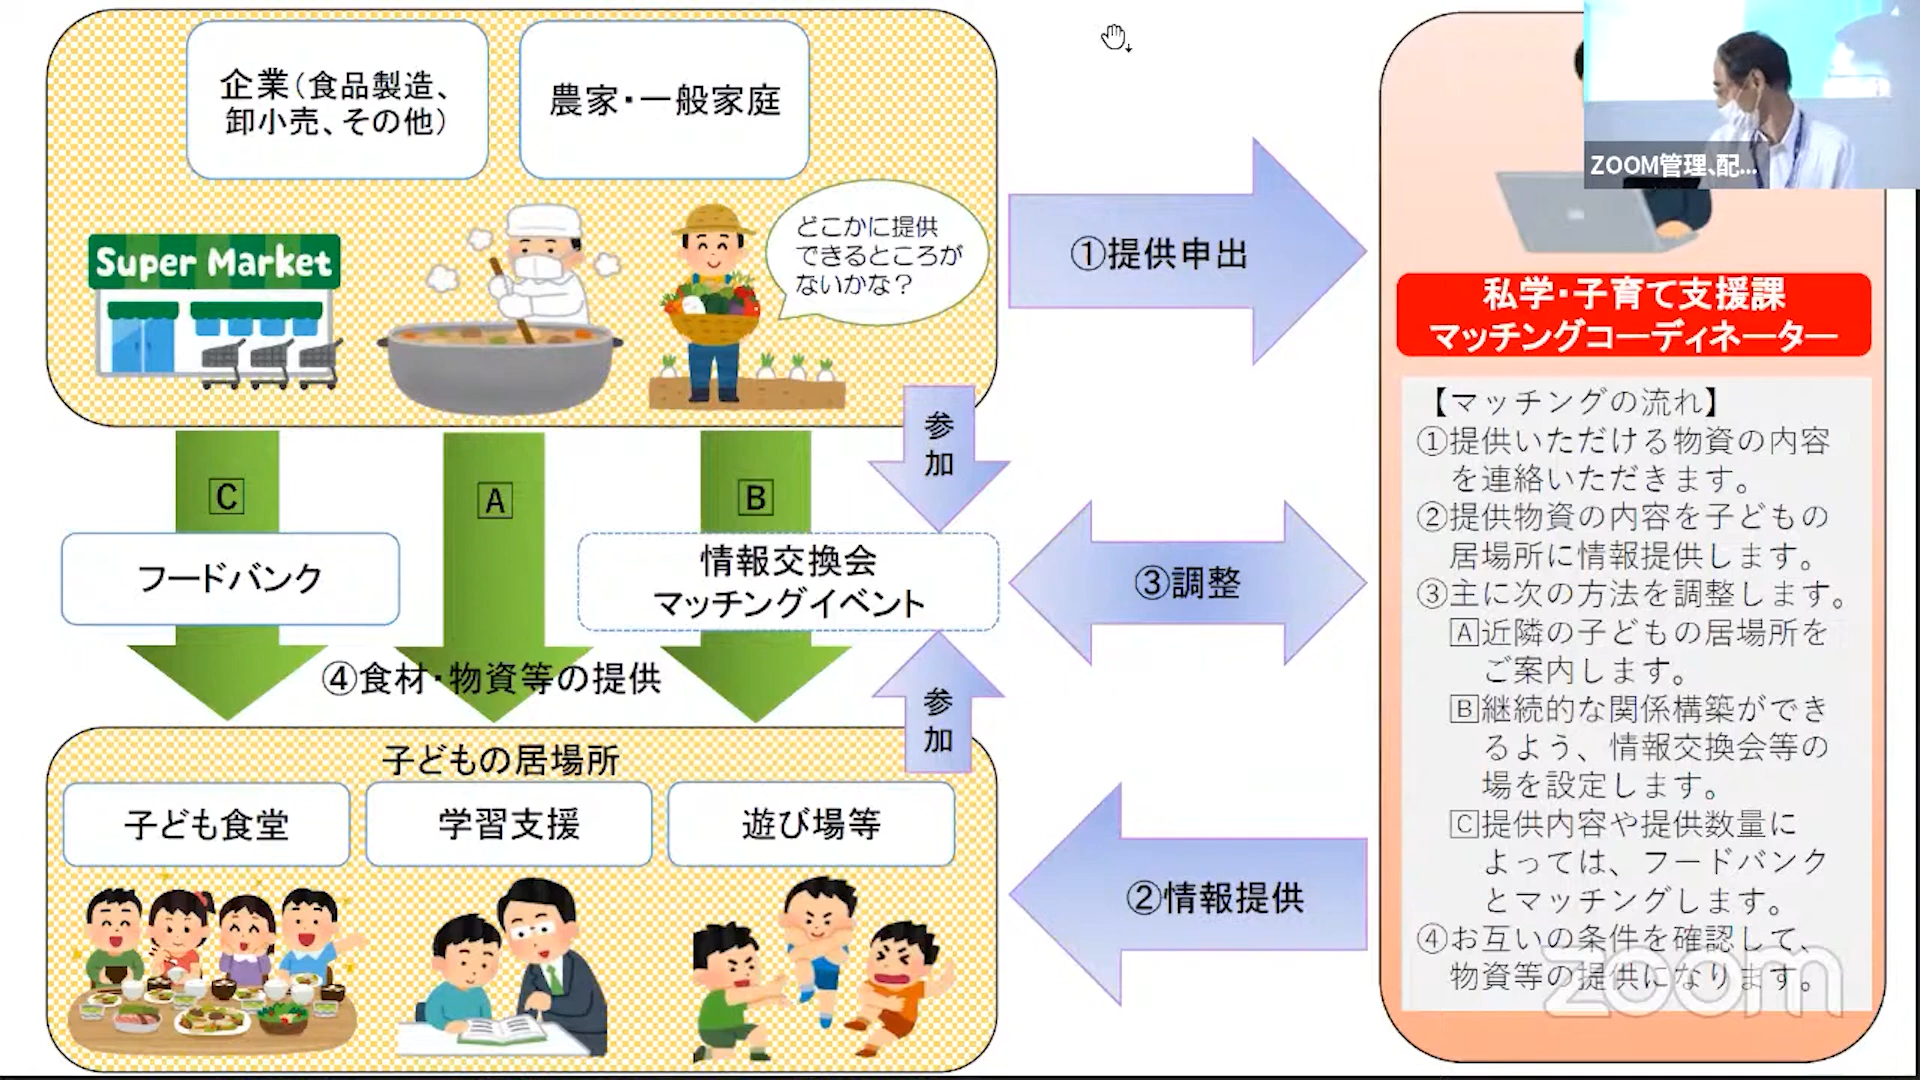 企業(食品製造、
卸小売、その他)
農家・一般家庭
どこかに提供
できるところが
ないかな?
Super Market
①提供申出
ZOOM管理、配...
私学・子育て支援課
マッチングコーディネーター
参
加
C
A
B
フードバンク
情報交換会
マッチングイベント
③調整
④食材・物資等の提供
参
加
子どもの居場所
子ども食堂
学習支援
遊び場等
②情報提供
【マッチングの流れ】
①提供いただける物資の内容
を連絡いただきます。
②提供物資の内容を子どもの
居場所に情報提供します。
③主に次の方法を調整します。
A近隣の子どもの居場所を
ご案内します。
B継続的な関係構築ができ
るよう、情報交換会等の
場を設定します。
C提供内容や提供数量に
よっては、フードバンク
とマッチングします。
④お互いの条件を確認して、
物資等の提供になります。
zoom